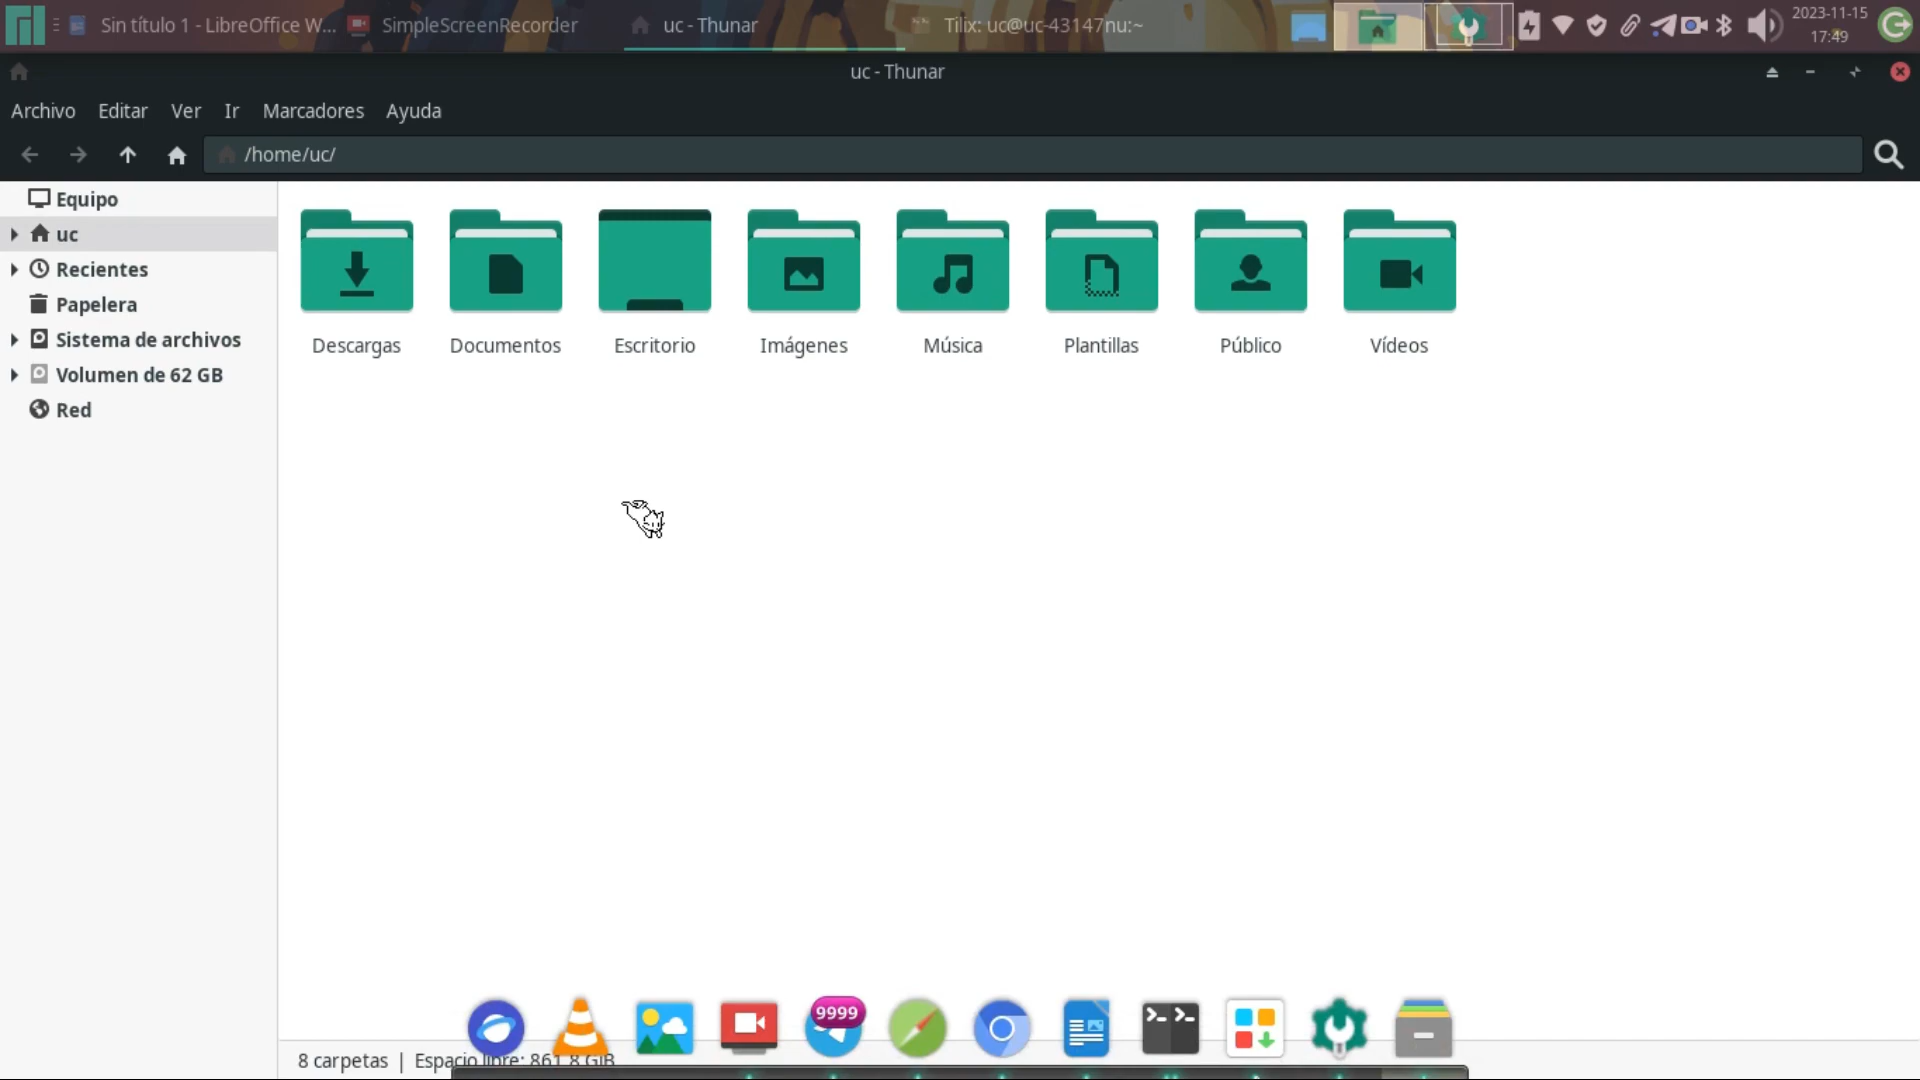 Sin título 1 - LibreOffice W...
SimpleScreenRecorder
uc - Thunar
Tilix: uc@uc-43147nu:~
2023-11-15
17:49
uc - Thunar
Archivo
Editar
Ver
Ir
Marcadores
Ayuda
/home/uc/
Equipo
uc
Recientes
Papelera
Sistema de archivos
Volumen de 62 GB
Red
Descargas
Documentos
Escritorio
Imágenes
Música
Plantillas
Público
Vídeos
9999
8 carpetas | Espacio libre: 861,8 GiB